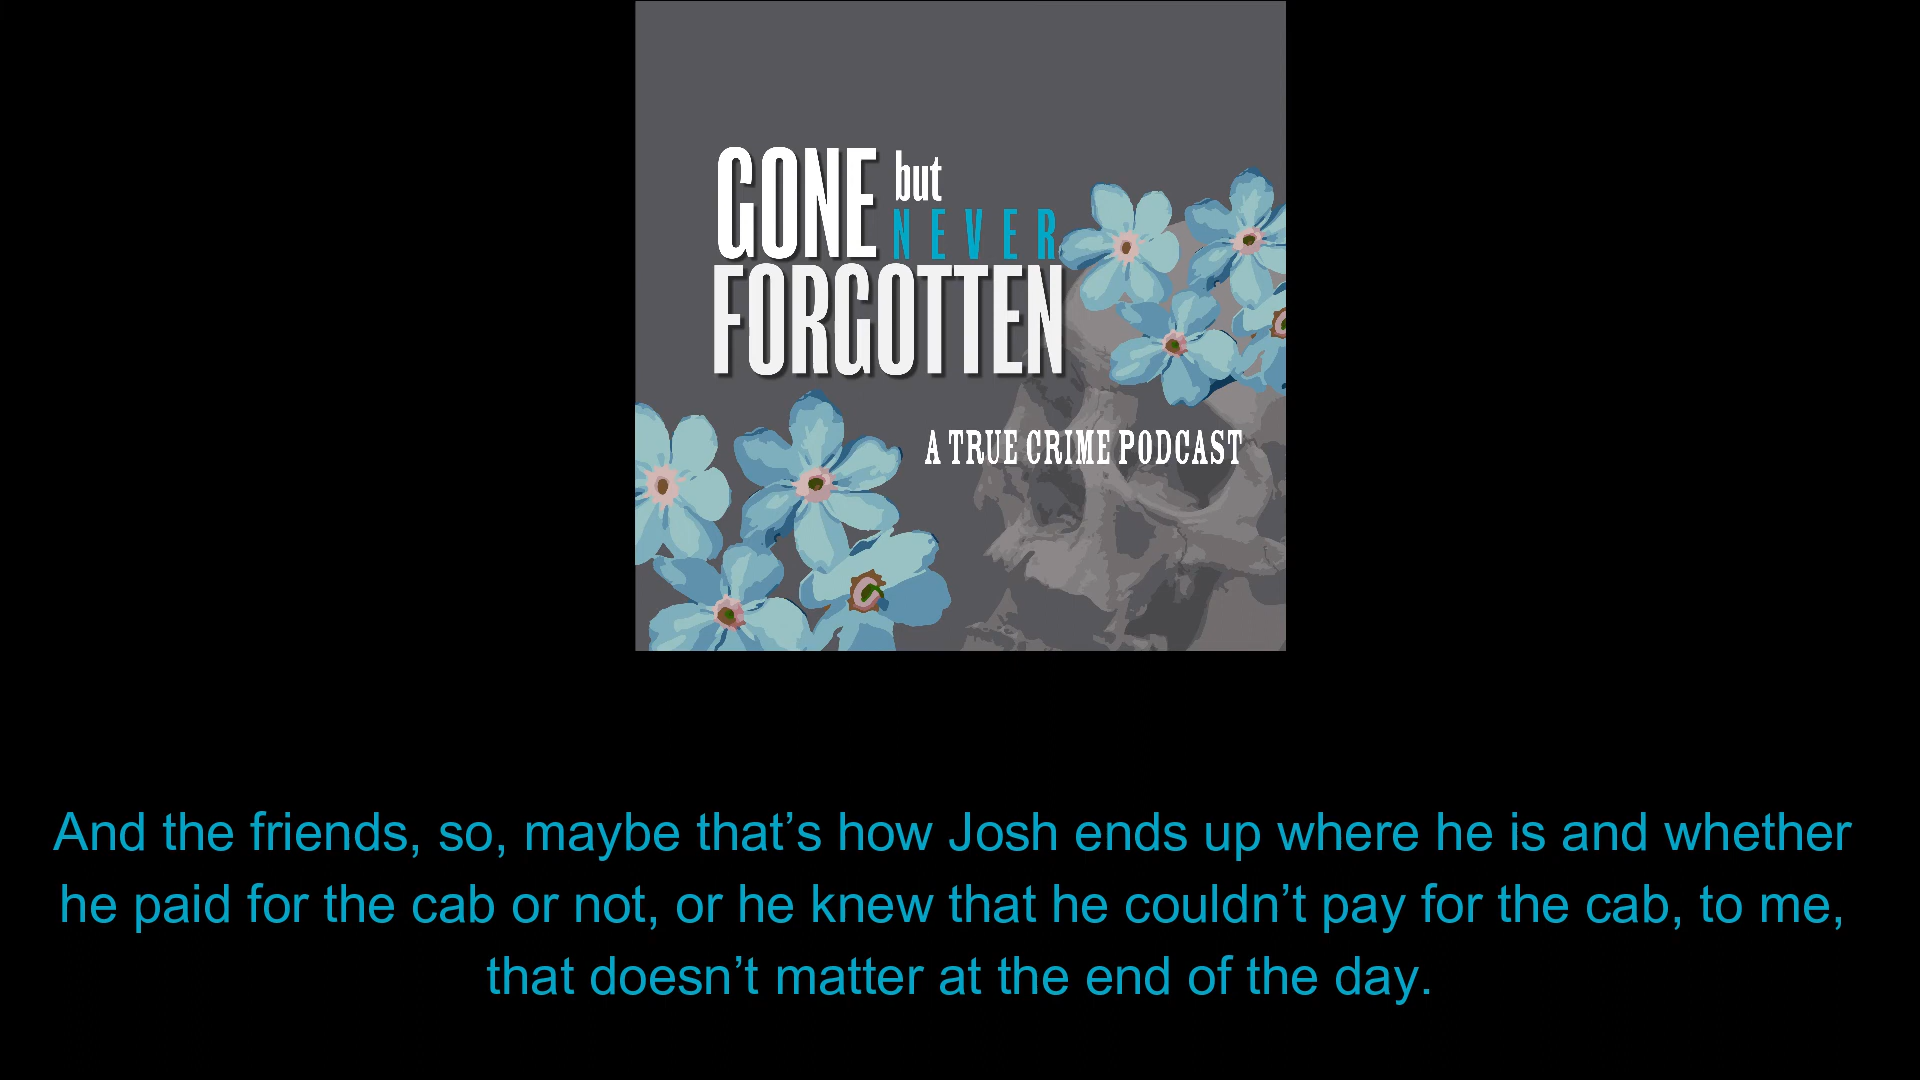 GONE but
NEVER
FORGOTTEN
A TRUE CRIME PODCAST
And the friends, so, maybe that’s how Josh ends up where he is and whether
he paid for the cab or not, or he knew that he couldn’t pay for the cab, to me,
that doesn’t matter at the end of the day.